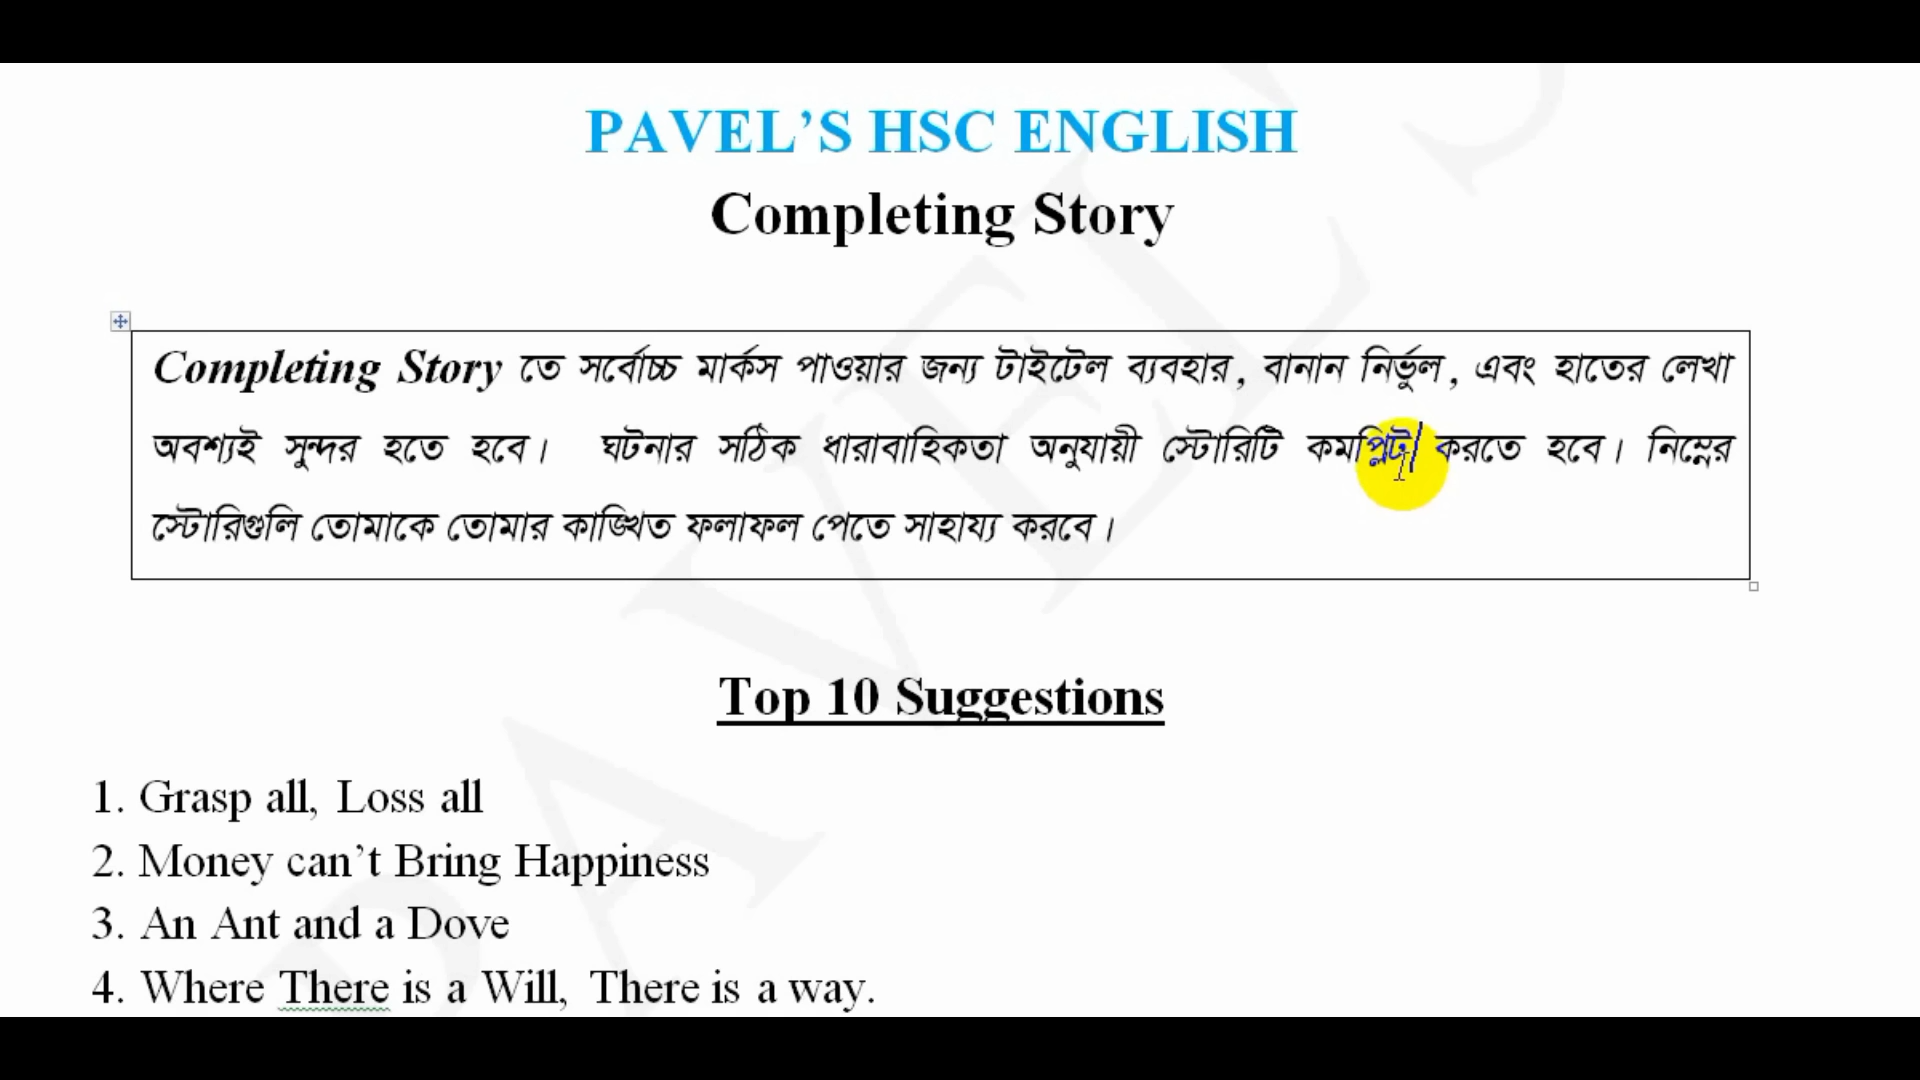 PAVEL’S HSC ENGLISH
Completing Story
Completing Story তে সর্বোচ্চ মার্কস পাওয়ার জন্য টাইটেল ব্যবহার, বানান নির্ভুল, এবং হাতের লেখা
অবশ্যই সুন্দর হতে হবে। ঘটনার সঠিক ধারাবাহিকতা অনুযায়ী স্টোরিটি কমপ্লিট করতে হবে। নিম্নের
স্টোরিগুলি তোমাকে তোমার কাঙ্খিত ফলাফল পেতে সাহায্য করবে।
Top 10 Suggestions
1. Grasp all, Loss all
2. Money can’t Bring Happiness
3. An Ant and a Dove
4. Where There is a Will, There is a way.